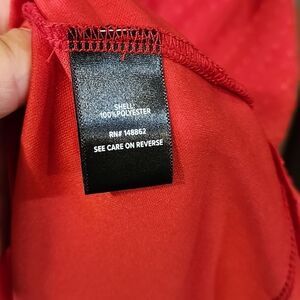 SHELL:
100%POLYESTER
RN# 148862
SEE CARE ON REVERSE